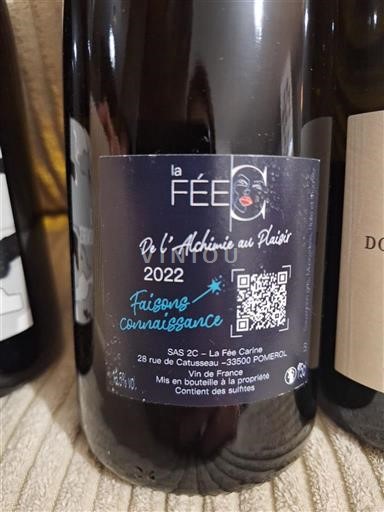 la
FÉE C
De l'Alchimie au Plaisir
VINIOU
2022
Faisons
connaissance
SAS 2C – La Fée Carine
28 rue de Catusseau –33500 POMEROL
Vin de France
Mis en bouteille à la propriété
Contient des sulfites
DO